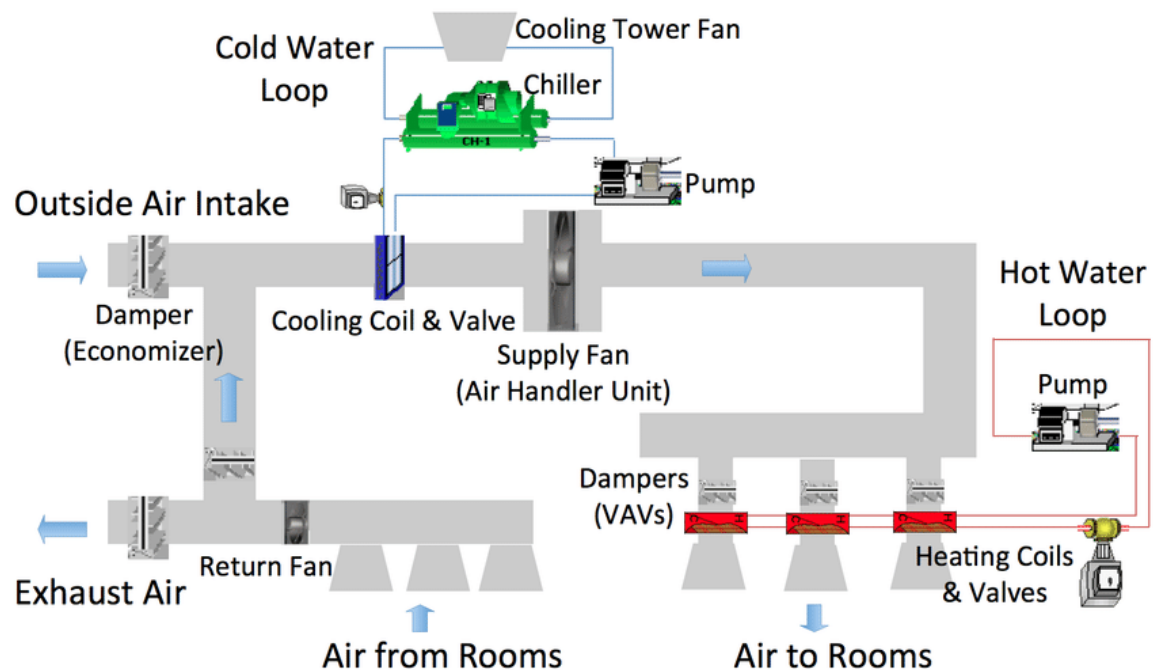 Cooling Tower Fan
Cold Water
Loop
Chiller
CH-1
Pump
Outside Air Intake
Damper
(Economizer)
Cooling Coil & Valve
Supply Fan
(Air Handler Unit)
Hot Water
Loop
Pump
Dampers
(VAVs)
C H
C H
C H
Heating Coils
& Valves
Return Fan
Exhaust Air
Air from Rooms
Air to Rooms